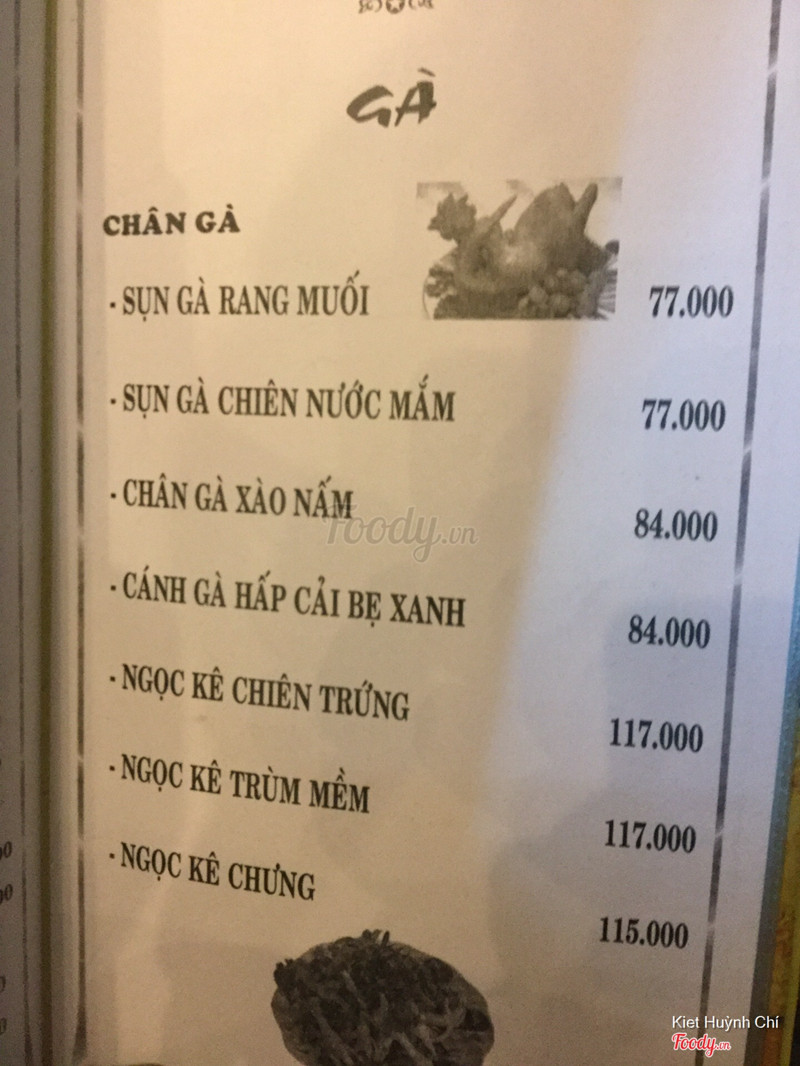 GÀ
CHÂN GÀ
- SỤN GÀ RANG MUỐI 77.000
- SỤN GÀ CHIÊN NƯỚC MẮM 77.000
- CHÂN GÀ XÀO NẤM 84.000
- CÁNH GÀ HẤP CẢI BẸ XANH 84.000
- NGỌC KÊ CHIÊN TRỨNG 117.000
- NGỌC KÊ TRÙM MỀM 117.000
- NGỌC KÊ CHƯNG 115.000
Foody.vn
Kiet Huỳnh Chí
Foody.vn